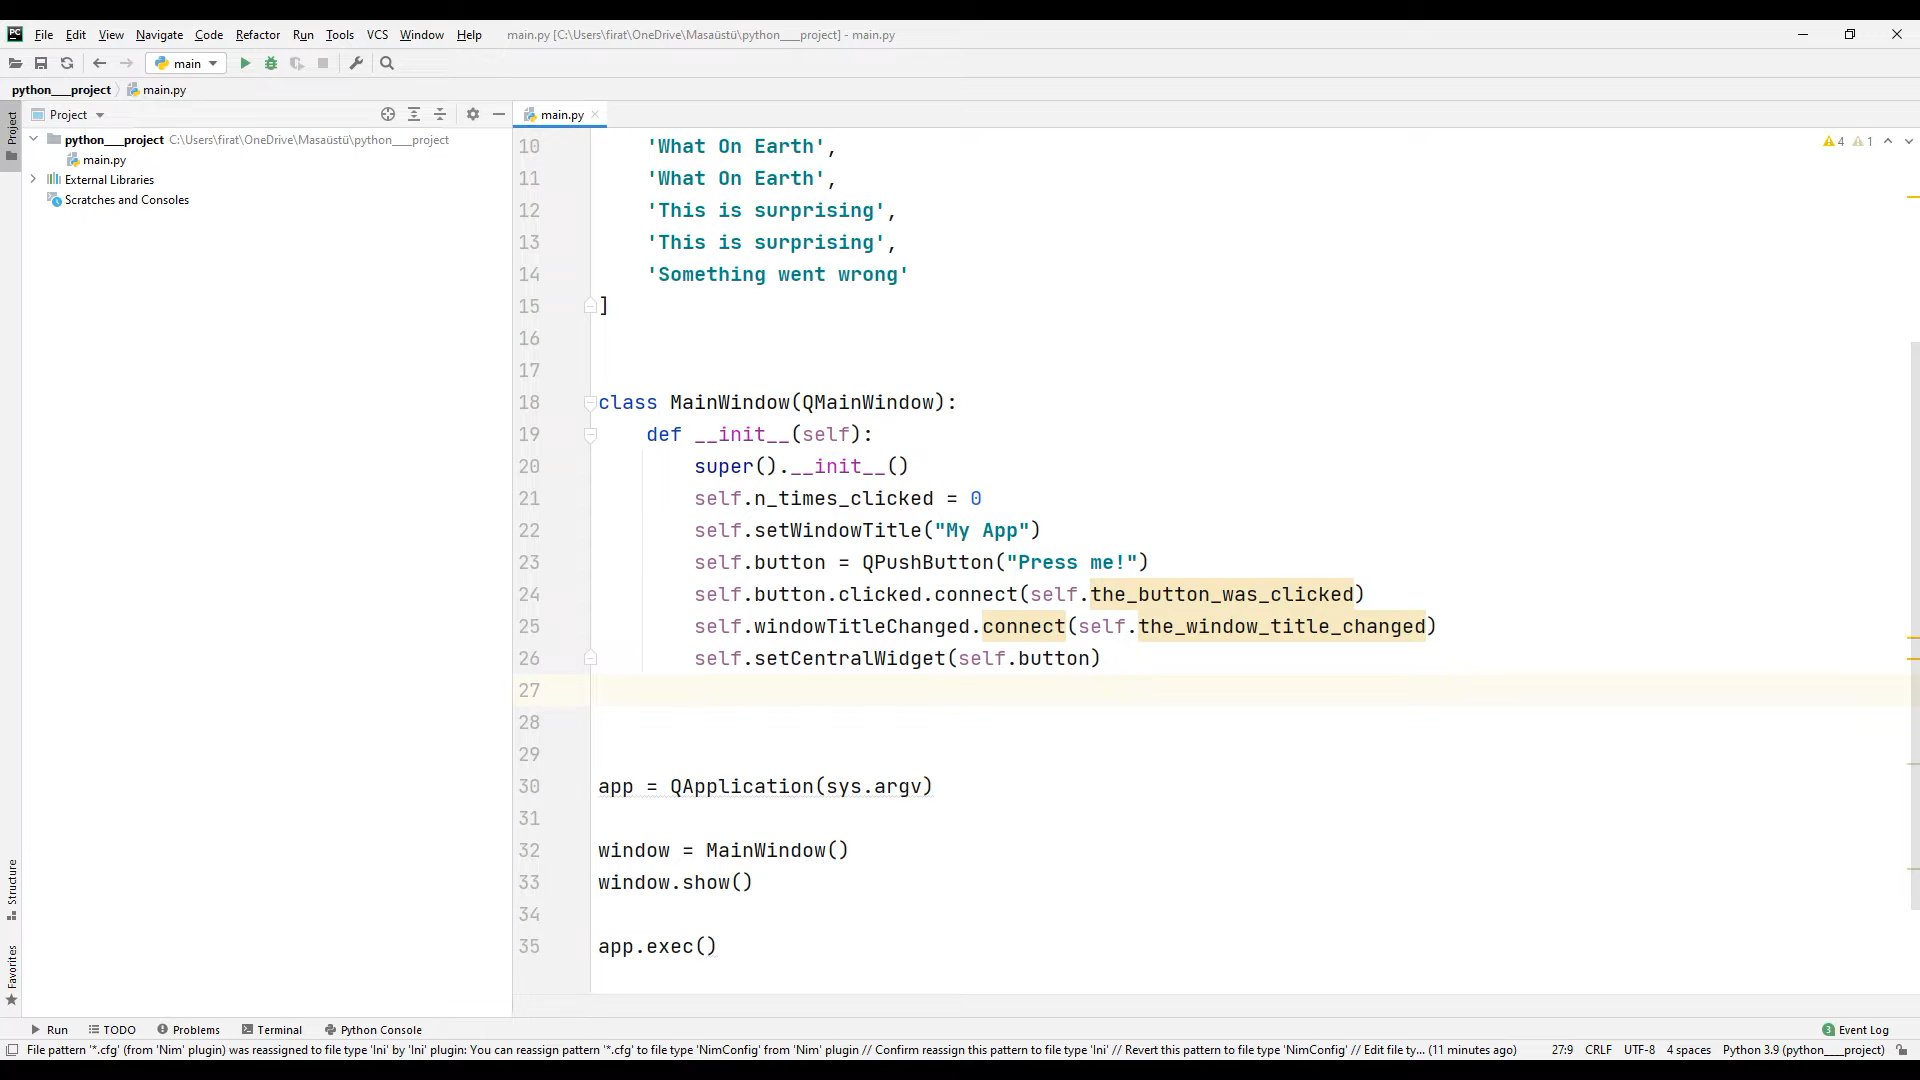 PC File Edit View Navigate Code Refactor Run Tools VCS Window Help main.py [C:\Users\firat\OneDrive\Masaüstü\python___project] - main.py
main
python___project main.py
Project
Project
python___project C:\Users\firat\OneDrive\Masaüstü\python___project
main.py
External Libraries
Scratches and Consoles
Structure
Favorites
main.py
4 1
10 'What On Earth',
11 'What On Earth',
12 'This is surprising',
13 'This is surprising',
14 'Something went wrong'
15 ]
16
17
18 class MainWindow(QMainWindow):
19 def __init__(self):
20 super().__init__()
21 self.n_times_clicked = 0
22 self.setWindowTitle("My App")
23 self.button = QPushButton("Press me!")
24 self.button.clicked.connect(self.the_button_was_clicked)
25 self.windowTitleChanged.connect(self.the_window_title_changed)
26 self.setCentralWidget(self.button)
27
28
29
30 app = QApplication(sys.argv)
31
32 window = MainWindow()
33 window.show()
34
35 app.exec()
Run TODO Problems Terminal Python Console 3 Event Log
File pattern '*.cfg' (from 'Nim' plugin) was reassigned to file type 'Ini' by 'Ini' plugin: You can reassign pattern '*.cfg' to file type 'NimConfig' from 'Nim' plugin // Confirm reassign this pattern to file type 'Ini' // Revert this pattern to file type 'NimConfig' // Edit file ty... (11 minutes ago) 27:9 CRLF UTF-8 4 spaces Python 3.9 (python___project)